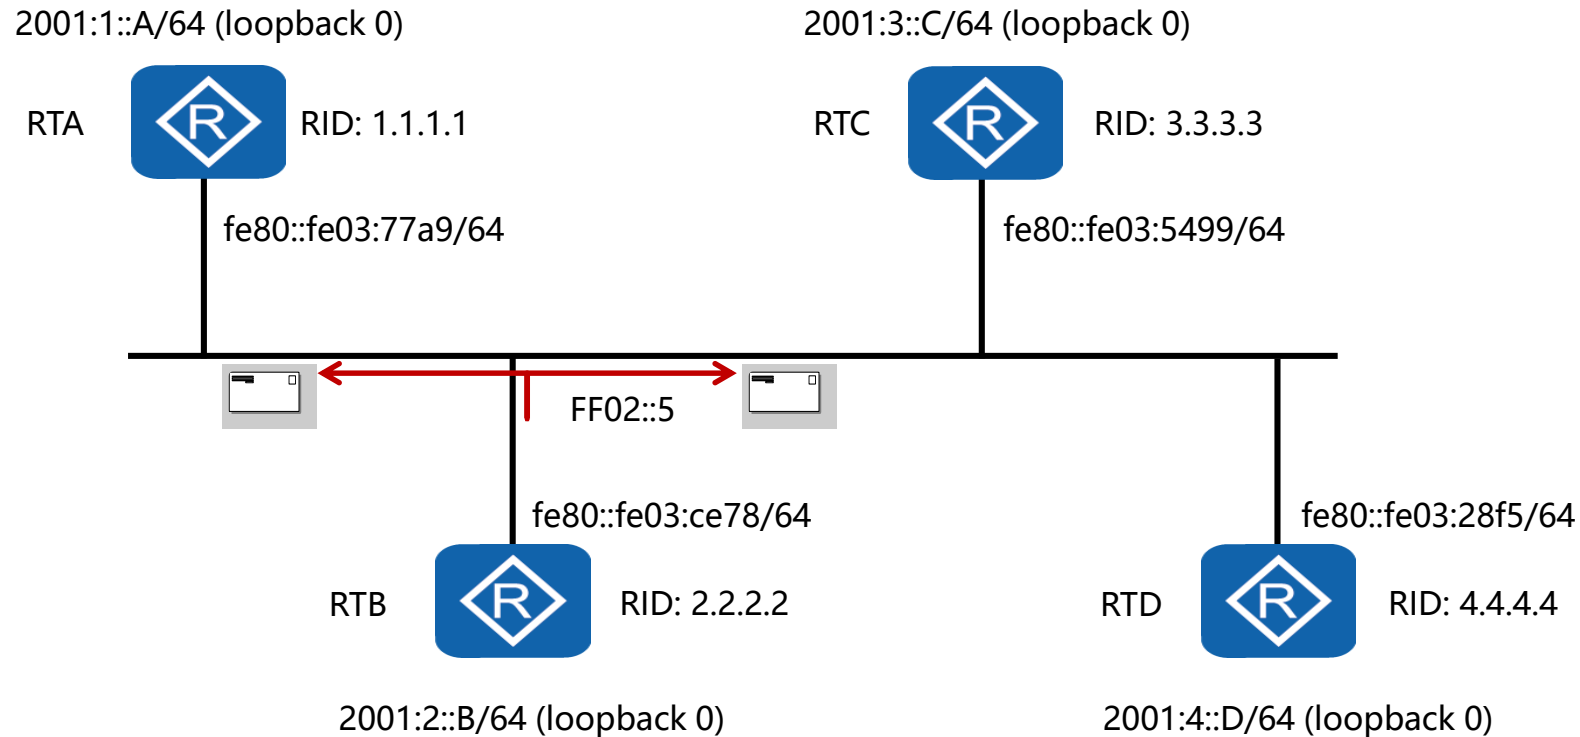 2001:1::A/64 (loopback 0)
2001:3::C/64 (loopback 0)
RTA
R
RID: 1.1.1.1
RTC
R
RID: 3.3.3.3
fe80::fe03:77a9/64
fe80::fe03:5499/64
FF02::5
fe80::fe03:ce78/64
fe80::fe03:28f5/64
RTB
R
RID: 2.2.2.2
RTD
R
RID: 4.4.4.4
2001:2::B/64 (loopback 0)
2001:4::D/64 (loopback 0)